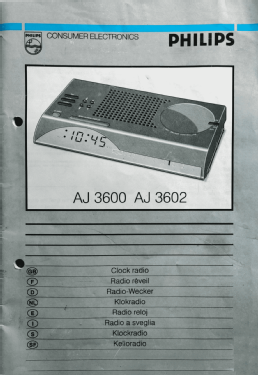 PHILIPS
CONSUMER ELECTRONICS
PHILIPS
10:45
AJ 3600 AJ 3602
GB Clock radio
F Radio réveil
D Radio-Wecker
NL Klokradio
E Radio reloj
I Radio a sveglia
S Klockradio
SF Kelloradio